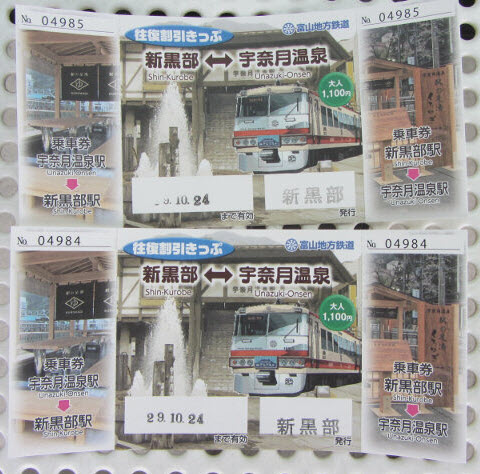 No. 04985
往復割引きっぷ
富山地方鉄道
No. 04985
新黒部 ↔ 宇奈月温泉
Shin-Kurobe
Unazuki-Onsen
大人
1,100円
乗車券
宇奈月温泉駅
Unazuki-Onsen
新黒部駅
Shin-Kurobe
乗車券
新黒部駅
Shin-Kurobe
宇奈月温泉駅
Unazuki-Onsen
29.10.24
まで有効
新黒部
発行
No. 04984
往復割引きっぷ
富山地方鉄道
No. 04984
新黒部 ↔ 宇奈月温泉
Shin-Kurobe
Unazuki-Onsen
大人
1,100円
乗車券
宇奈月温泉駅
Unazuki-Onsen
新黒部駅
Shin-Kurobe
乗車券
新黒部駅
Shin-Kurobe
宇奈月温泉駅
Unazuki-Onsen
29.10.24
まで有効
新黒部
発行